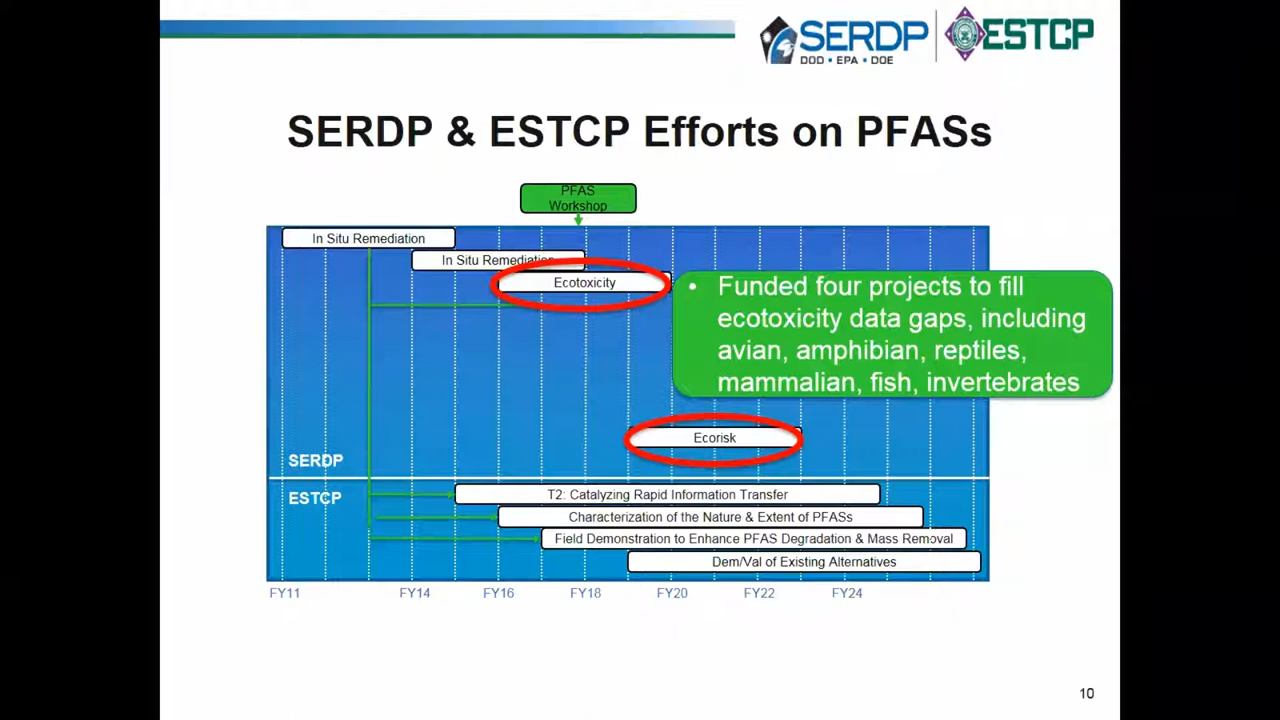 SERDP
DOD • EPA • DOE
ESTCP
SERDP & ESTCP Efforts on PFASs
PFAS
Workshop
In Situ Remediation
In Situ Remediation
Ecotoxicity
• Funded four projects to fill
ecotoxicity data gaps, including
avian, amphibian, reptiles,
mammalian, fish, invertebrates
Ecorisk
SERDP
ESTCP
T2: Catalyzing Rapid Information Transfer
Characterization of the Nature & Extent of PFASs
Field Demonstration to Enhance PFAS Degradation & Mass Removal
Dem/Val of Existing Alternatives
FY11 FY14 FY16 FY18 FY20 FY22 FY24
10